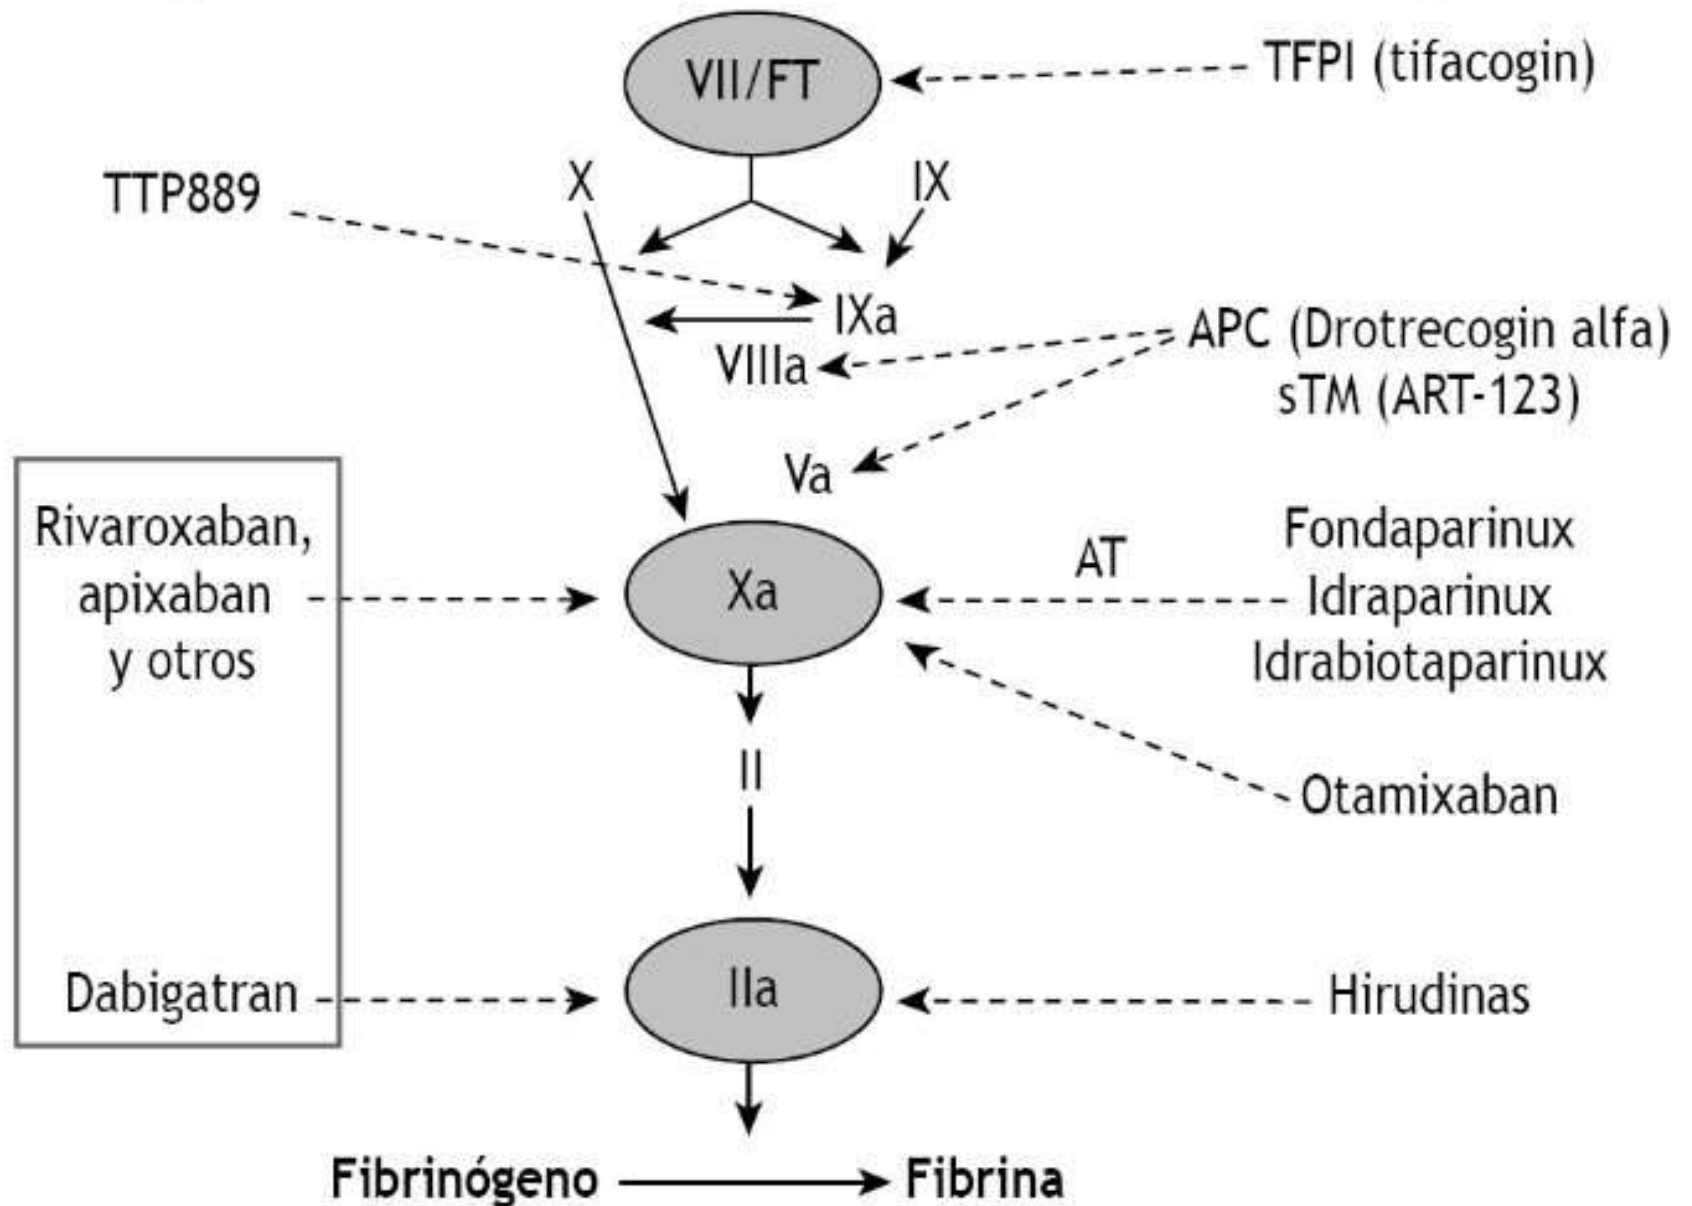 VII/FT
TFPI (tifacogin)
X
IX
TTP889
IXa
VIIIa
APC (Drotrecogin alfa)
sTM (ART-123)
Va
Rivaroxaban,
apixaban
y otros
Xa
AT
Fondaparinux
Idraparinux
Idrabiotaparinux
II
Otamixaban
Dabigatran
IIa
Hirudinas
Fibrinógeno
Fibrina